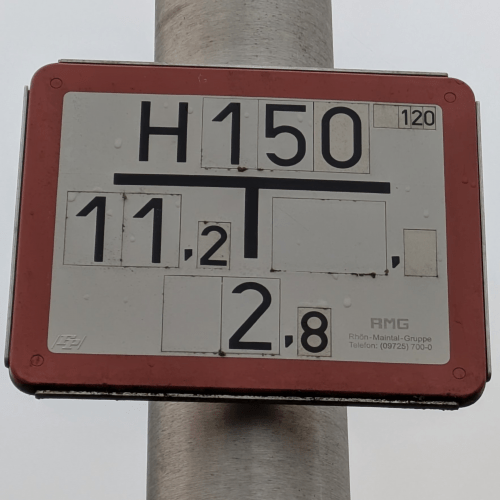 H150 120
11,2 ,
2,8
RMG
Rhön-Maintal-Gruppe
Telefon: (09725) 700-0